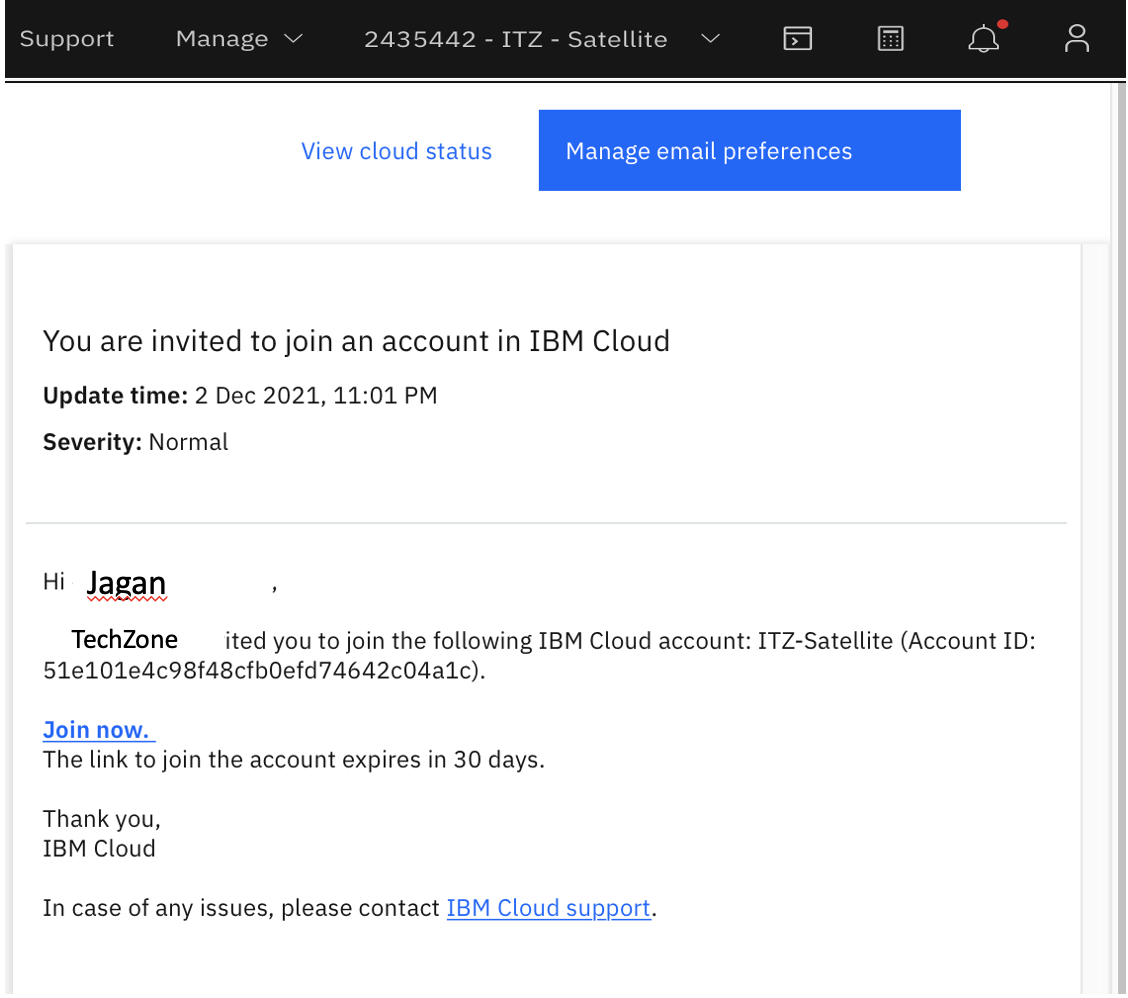 Support Manage 2435442 - ITZ - Satellite
View cloud status Manage email preferences
You are invited to join an account in IBM Cloud
Update time: 2 Dec 2021, 11:01 PM
Severity: Normal
Hi Jagan ,
TechZone ited you to join the following IBM Cloud account: ITZ-Satellite (Account ID:
51e101e4c98f48cfb0efd74642c04a1c).
Join now.
The link to join the account expires in 30 days.
Thank you,
IBM Cloud
In case of any issues, please contact IBM Cloud support.